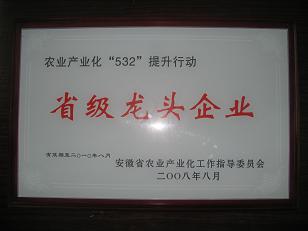 农业产业化“532”提升行动
省级龙头企业
有效期至二〇一〇年八月
安徽省农业产业化工作指导委员会
二〇〇八年八月